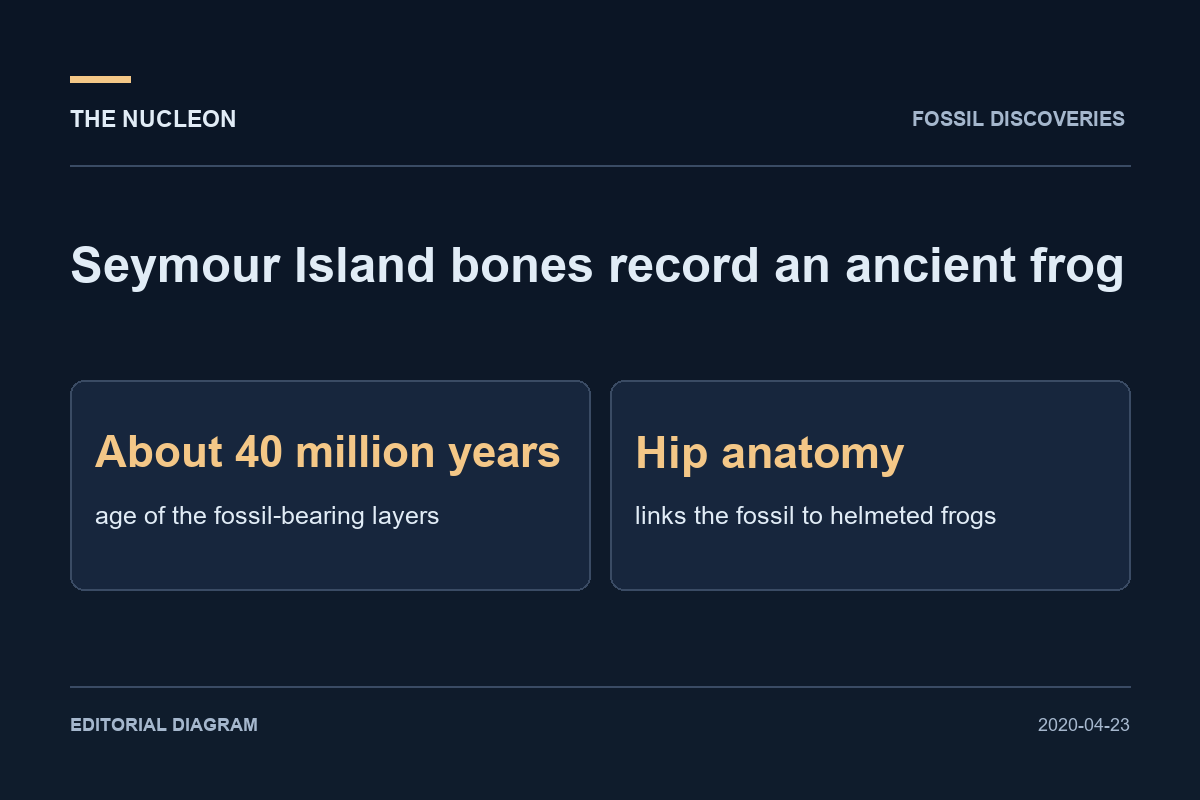 THE NUCLEON
FOSSIL DISCOVERIES
Seymour Island bones record an ancient frog
About 40 million years
age of the fossil-bearing layers
Hip anatomy
links the fossil to helmeted frogs
EDITORIAL DIAGRAM
2020-04-23